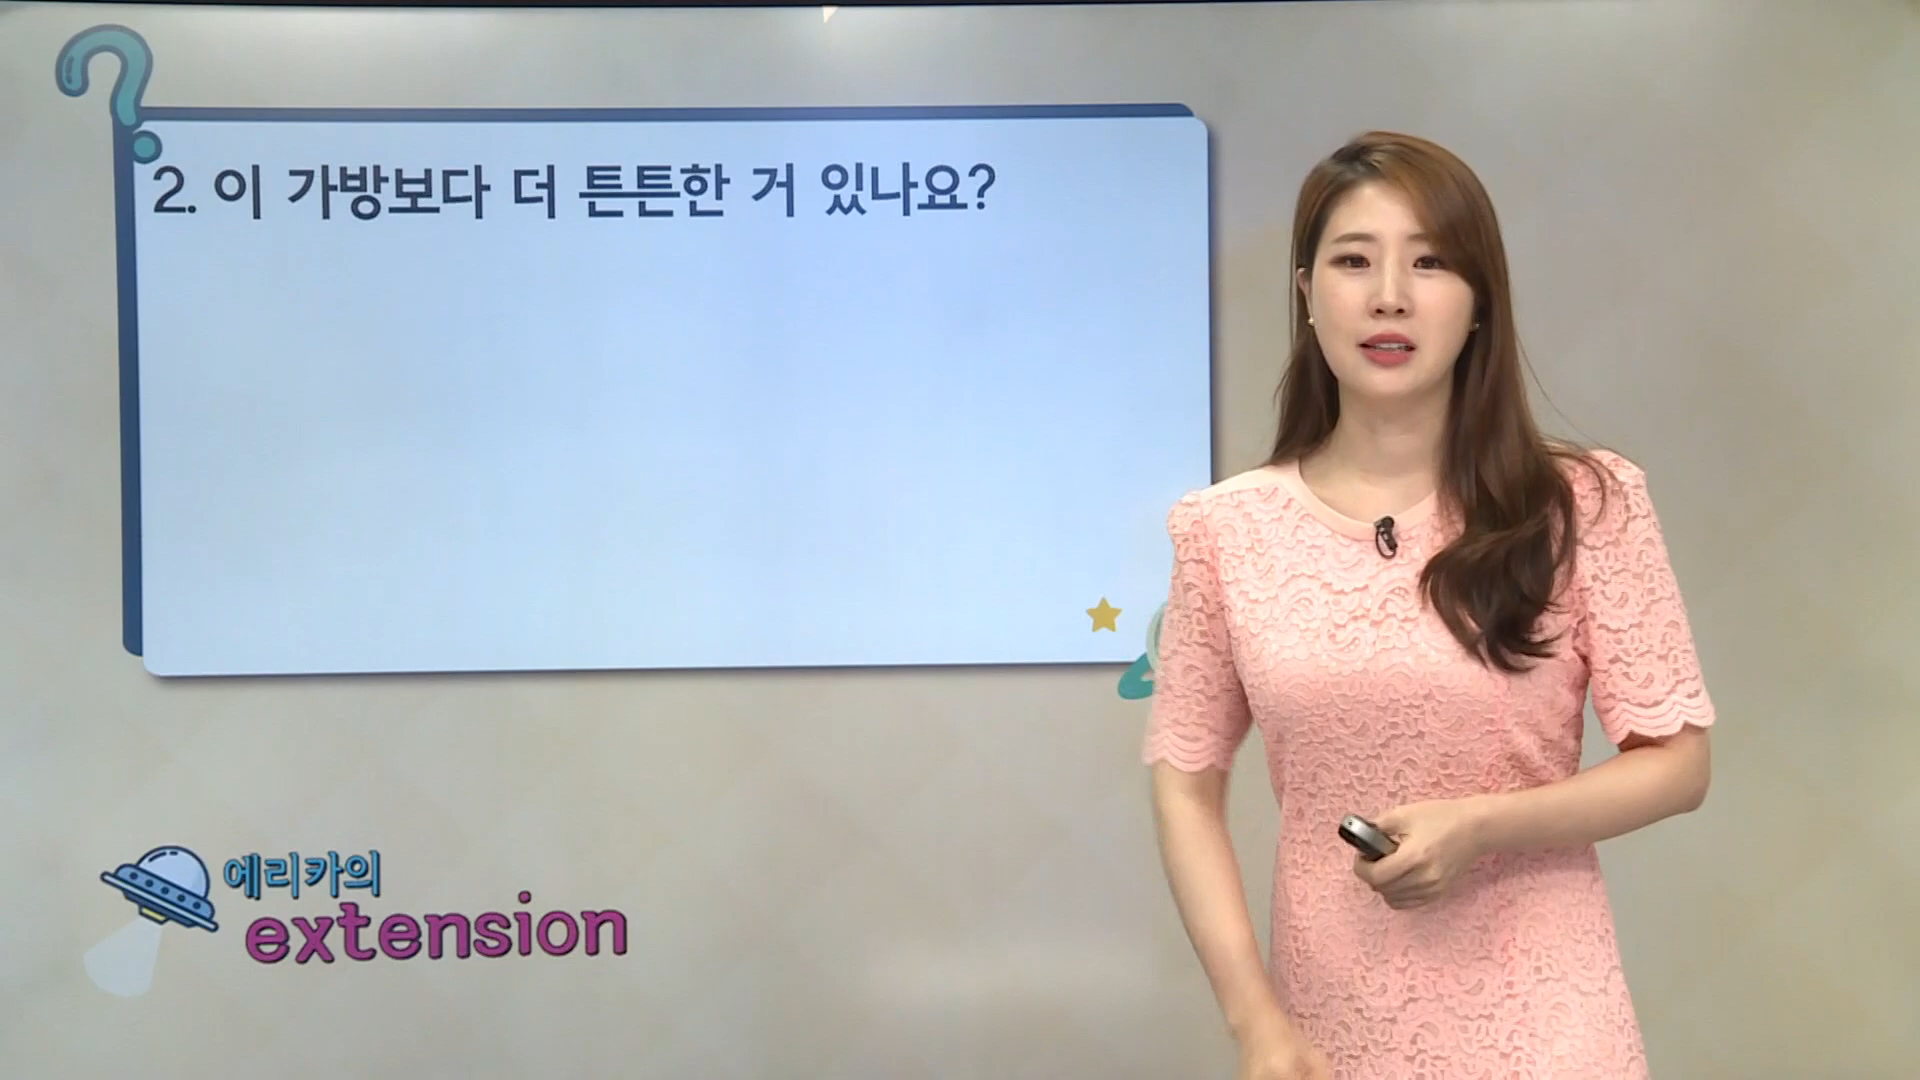 2. 이 가방보다 더 튼튼한 거 있나요?
에리카의
extension